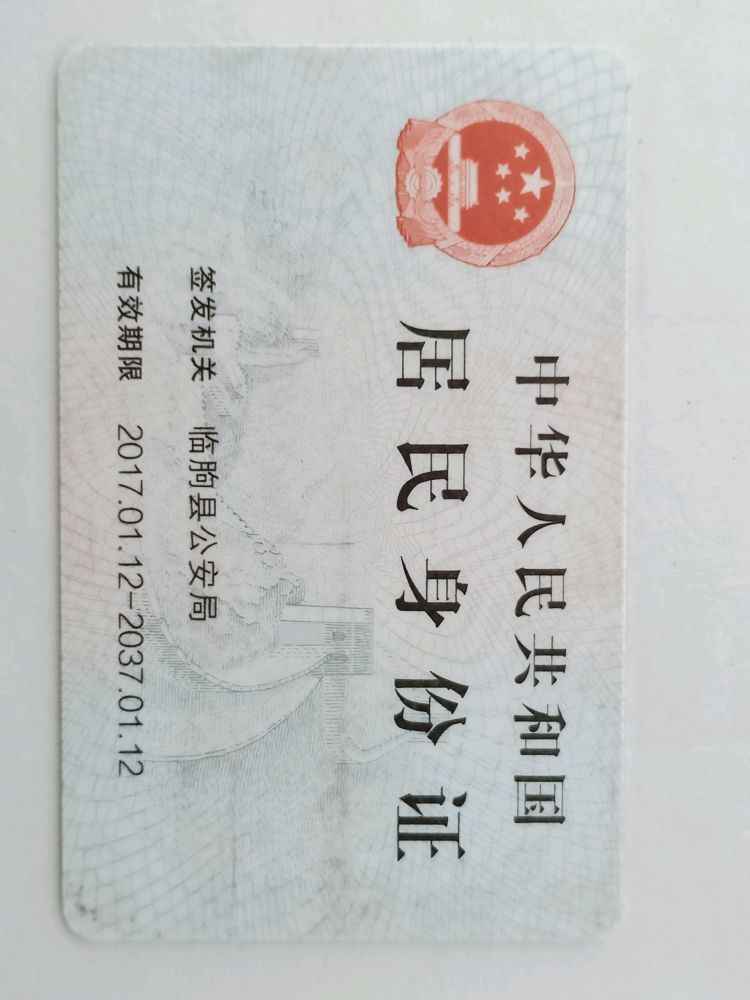 中华人民共和国
居民身份证
签发机关 临朐县公安局
有效期限 2017.01.12-2037.01.12